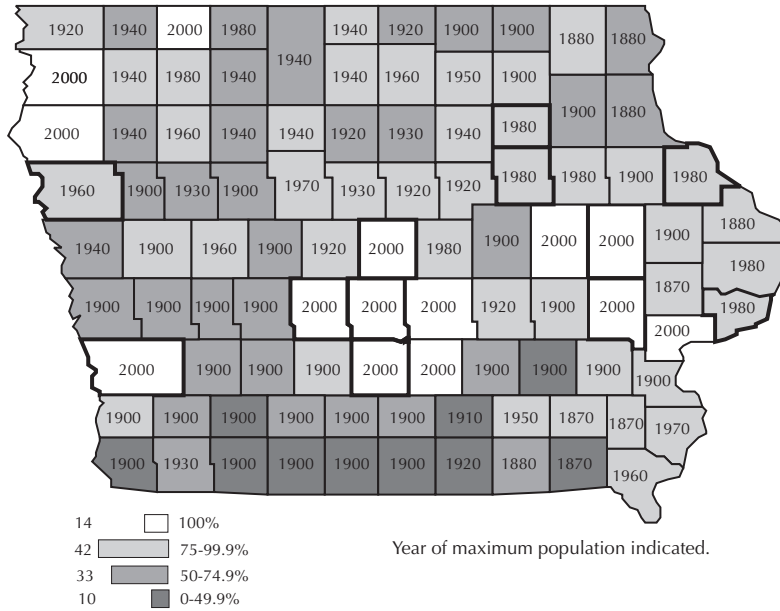 1920 1940 2000 1980 1940 1920 1900 1900 1880 1880
1940
2000 1940 1980 1940 1940 1960 1950 1900
2000 1940 1960 1940 1940 1920 1930 1940 1980 1900 1880
1960 1900 1930 1900 1970 1930 1920 1920 1980 1980 1900 1980
1940 1900 1960 1900 1920 2000 1980 1900 2000 2000 1900 1880
1980
1900 1900 1900 1900 2000 2000 2000 1920 1900 2000 1870 1980
2000
2000 1900 1900 1900 2000 2000 1900 1900 1900 1900
1900 1900 1900 1900 1900 1900 1910 1950 1870 1870 1970
1900 1930 1900 1900 1900 1900 1920 1880 1870 1960
14 100%
42 75-99.9%
33 50-74.9%
10 0-49.9%
Year of maximum population indicated.